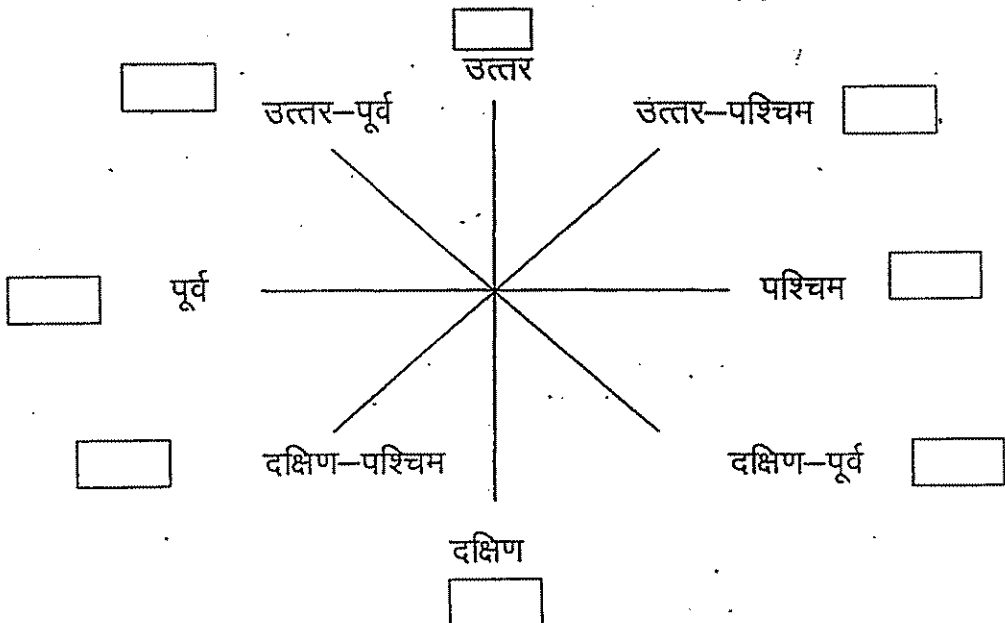 उत्तर
उत्तर–पूर्व
उत्तर–पश्चिम
पूर्व
पश्चिम
दक्षिण–पश्चिम
दक्षिण–पूर्व
दक्षिण